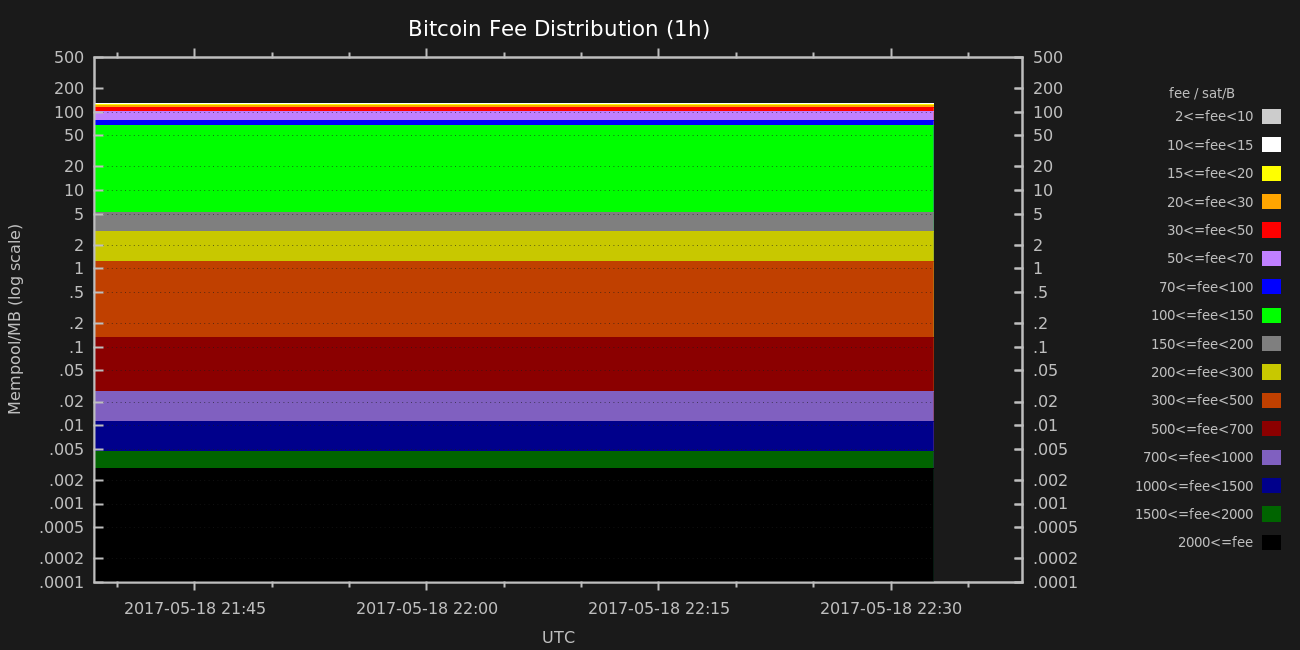 Bitcoin Fee Distribution (1h)
500 500
200 200
100 100
50 50
20 20
10 10
5 5
2 2
1 1
.5 .5
.2 .2
.1 .1
.05 .05
.02 .02
.01 .01
.005 .005
.002 .002
.001 .001
.0005 .0005
.0002 .0002
.0001 .0001
Mempool/MB (log scale)
2017-05-18 21:45 2017-05-18 22:00 2017-05-18 22:15 2017-05-18 22:30
UTC
fee / sat/B
2<=fee<10
10<=fee<15
15<=fee<20
20<=fee<30
30<=fee<50
50<=fee<70
70<=fee<100
100<=fee<150
150<=fee<200
200<=fee<300
300<=fee<500
500<=fee<700
700<=fee<1000
1000<=fee<1500
1500<=fee<2000
2000<=fee